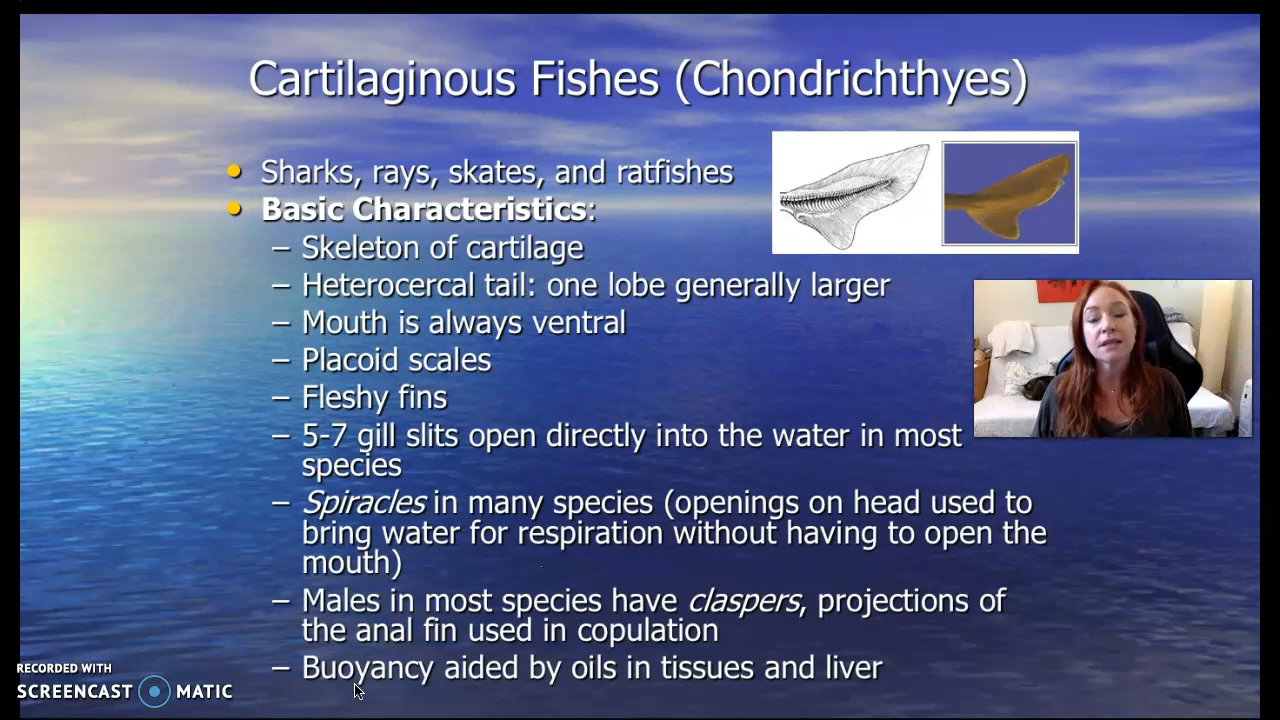 Cartilaginous Fishes (Chondrichthyes)
• Sharks, rays, skates, and ratfishes
• Basic Characteristics:
– Skeleton of cartilage
– Heterocercal tail: one lobe generally larger
– Mouth is always ventral
– Placoid scales
– Fleshy fins
– 5-7 gill slits open directly into the water in most
species
– Spiracles in many species (openings on head used to
bring water for respiration without having to open the
mouth)
– Males in most species have claspers, projections of
the anal fin used in copulation
– Buoyancy aided by oils in tissues and liver
RECORDED WITH
SCREENCAST MATIC